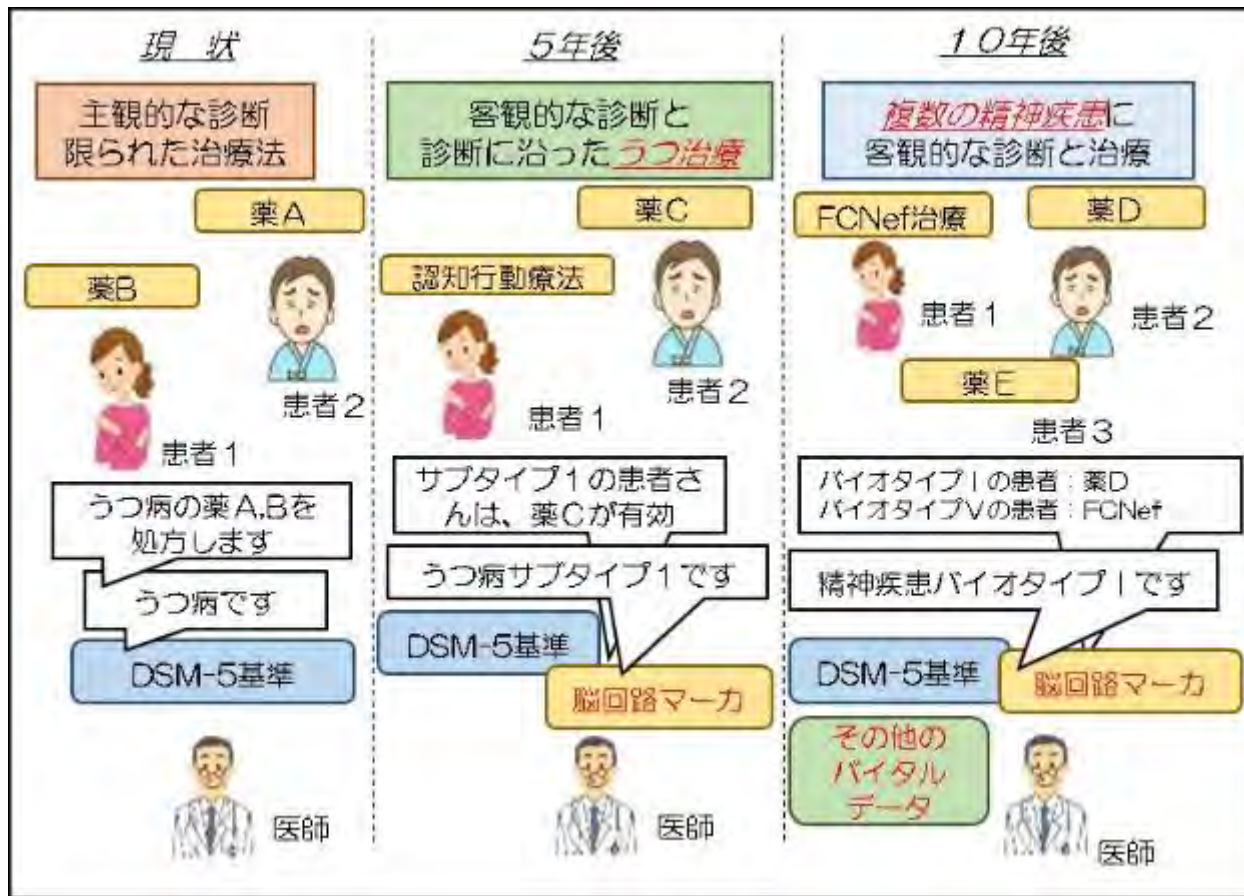 現 状
主観的な診断
限られた治療法
薬A
薬B
患者2
患者1
うつ病の薬A,Bを
処方します
うつ病です
DSM-5基準
医師
5年後
客観的な診断と
診断に沿ったうつ治療
薬C
認知行動療法
患者1
患者2
サブタイプ1の患者さ
んは、薬Cが有効
うつ病サブタイプ1です
DSM-5基準
脳回路マーカ
医師
10年後
複数の精神疾患に
客観的な診断と治療
FCNef治療
薬D
患者1
患者2
薬E
患者3
バイオタイプIの患者:薬D
バイオタイプVの患者:FCNef
精神疾患バイオタイプIです
DSM-5基準
脳回路マーカ
その他の
バイタル
データ
医師